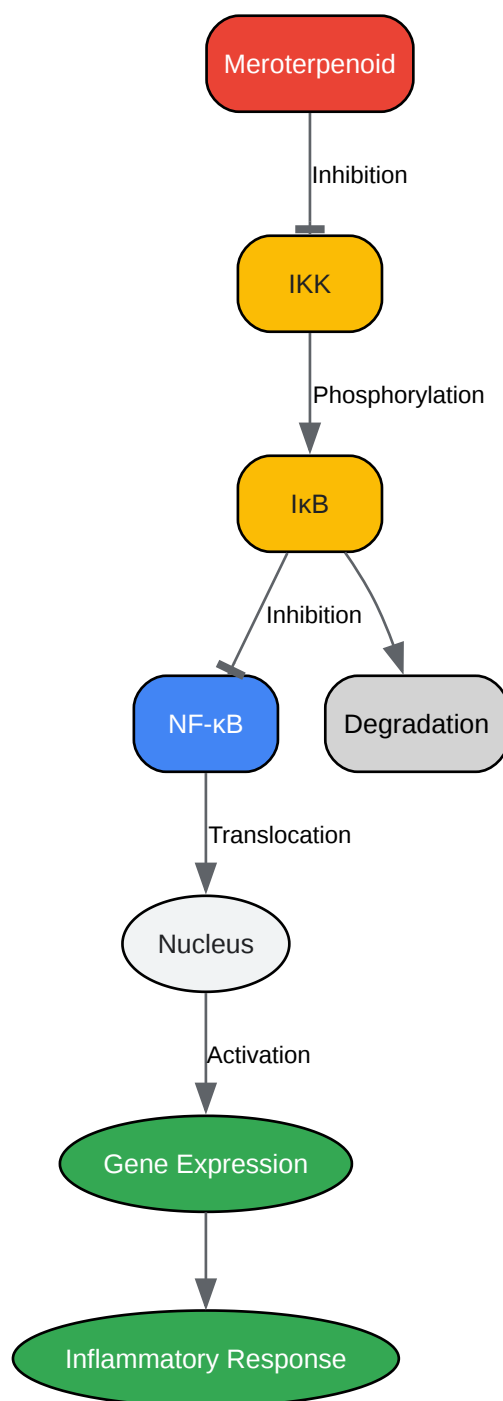 Meroterpenoid
Inhibition
IKK
Phosphorylation
IκB
Inhibition
NF-κB
Degradation
Translocation
Nucleus
Activation
Gene Expression
Inflammatory Response